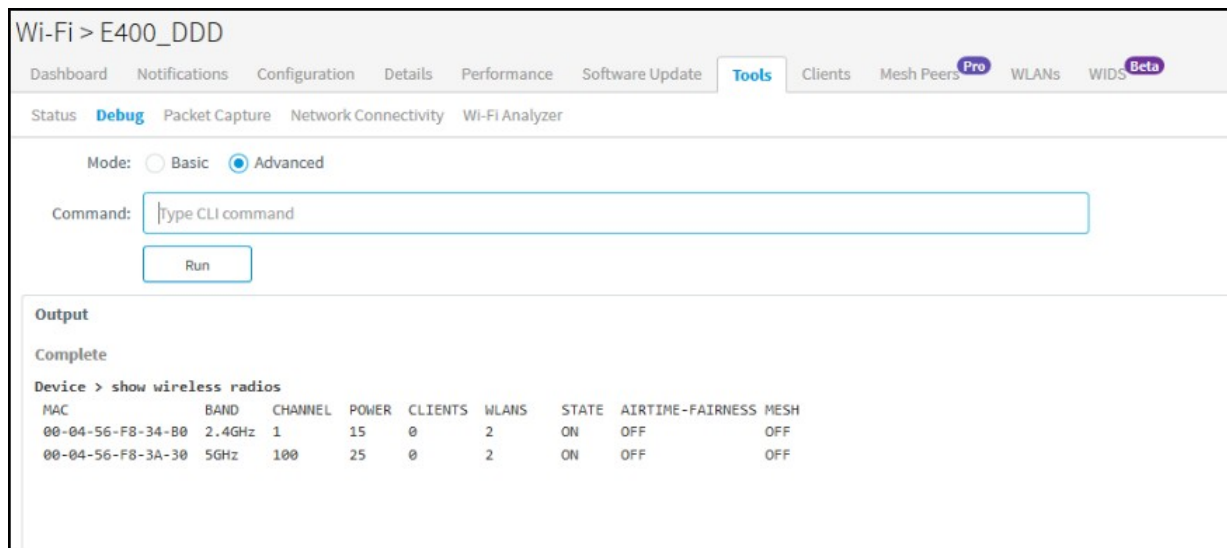 Wi-Fi > E400_DDD
Dashboard Notifications Configuration Details Performance Software Update Tools Clients Mesh Peers Pro WLANs WIDS Beta
Status Debug Packet Capture Network Connectivity Wi-Fi Analyzer
Mode: Basic Advanced
Command: Type CLI command
Run
Output
Complete
Device > show wireless radios
MAC BAND CHANNEL POWER CLIENTS WLANS STATE AIRTIME-FAIRNESS MESH
00-04-56-F8-34-B0 2.4GHz 1 15 0 2 ON OFF OFF
00-04-56-F8-3A-30 5GHz 100 25 0 2 ON OFF OFF